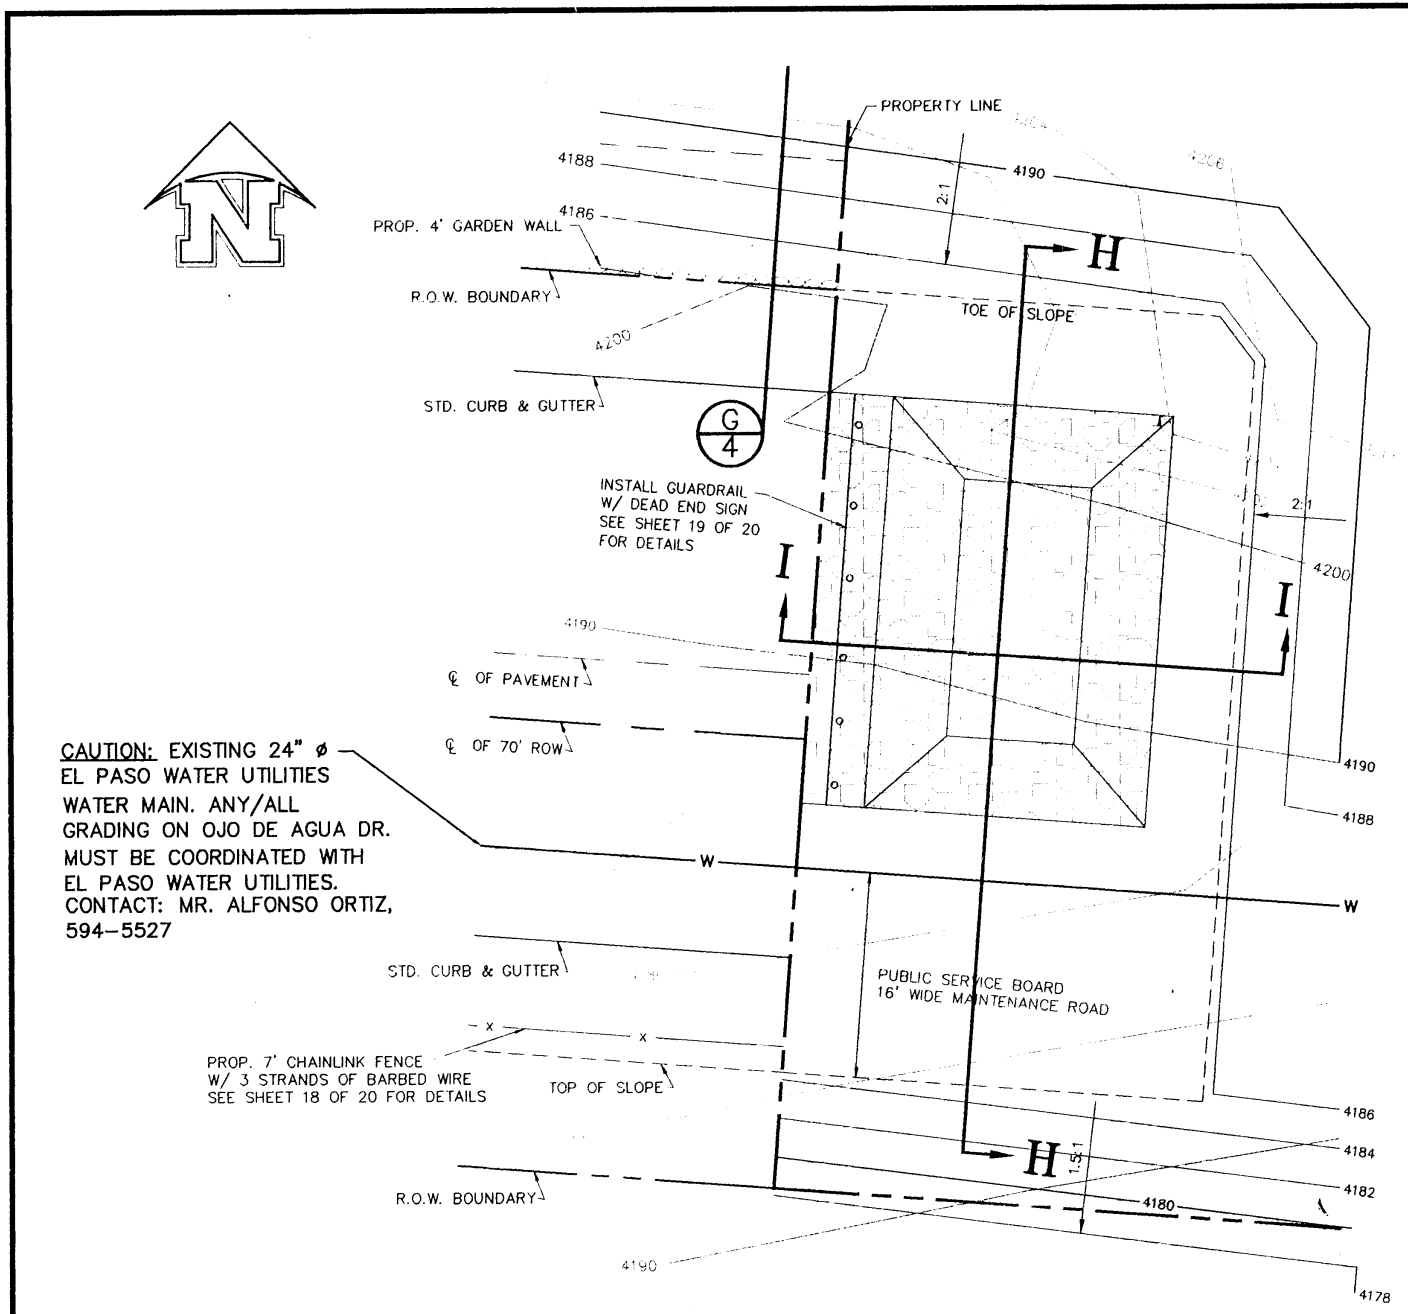 PROPERTY LINE
4204
4206
4190
4188
2:1
4186
PROP. 4' GARDEN WALL
N
H
R.O.W. BOUNDARY
TOE OF SLOPE
4200
STD. CURB & GUTTER
G
4
INSTALL GUARDRAIL
W/ DEAD END SIGN
SEE SHEET 19 OF 20
FOR DETAILS
2:1
4200
I
I
4190
℄ OF PAVEMENT
℄ OF 70' ROW
4190
4188
CAUTION: EXISTING 24" Ø
EL PASO WATER UTILITIES
WATER MAIN. ANY/ALL
GRADING ON OJO DE AGUA DR.
MUST BE COORDINATED WITH
EL PASO WATER UTILITIES.
CONTACT: MR. ALFONSO ORTIZ,
594-5527
W
W
STD. CURB & GUTTER
PUBLIC SERVICE BOARD
16' WIDE MAINTENANCE ROAD
x
x
PROP. 7' CHAINLINK FENCE
W/ 3 STRANDS OF BARBED WIRE
SEE SHEET 18 OF 20 FOR DETAILS
TOP OF SLOPE
4186
4184
H
1.5:1
4182
R.O.W. BOUNDARY
4180
4190
4178